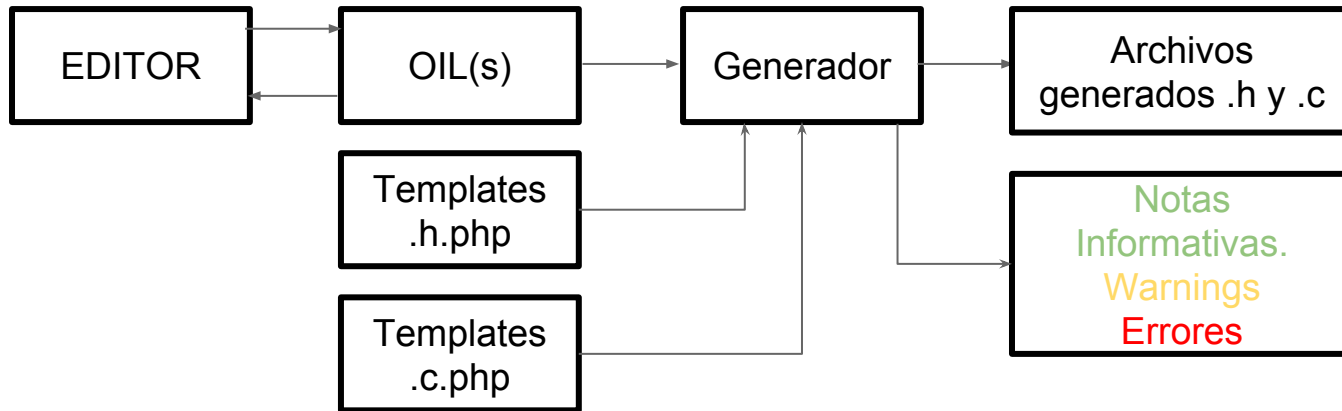 EDITOR
OIL(s)
Generador
Archivos
generados .h y .c
Templates
.h.php
Notas
Informativas.
Warnings
Errores
Templates
.c.php